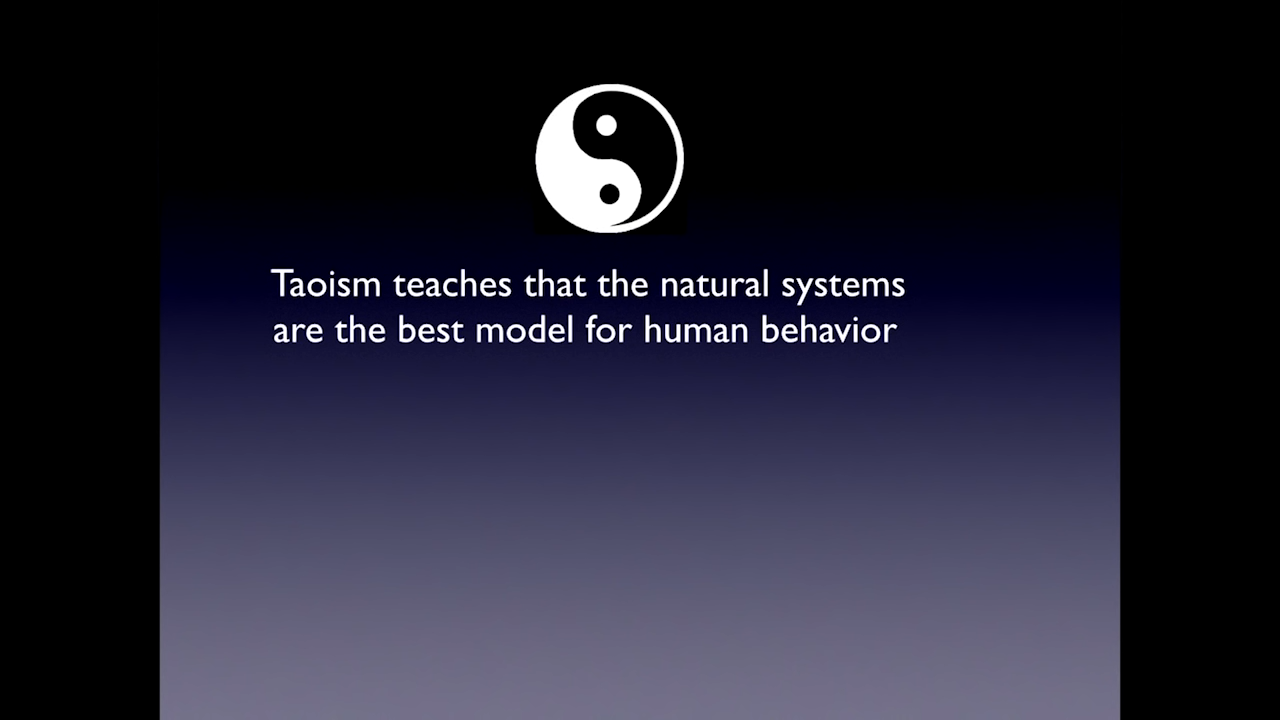 Taoism teaches that the natural systems
are the best model for human behavior